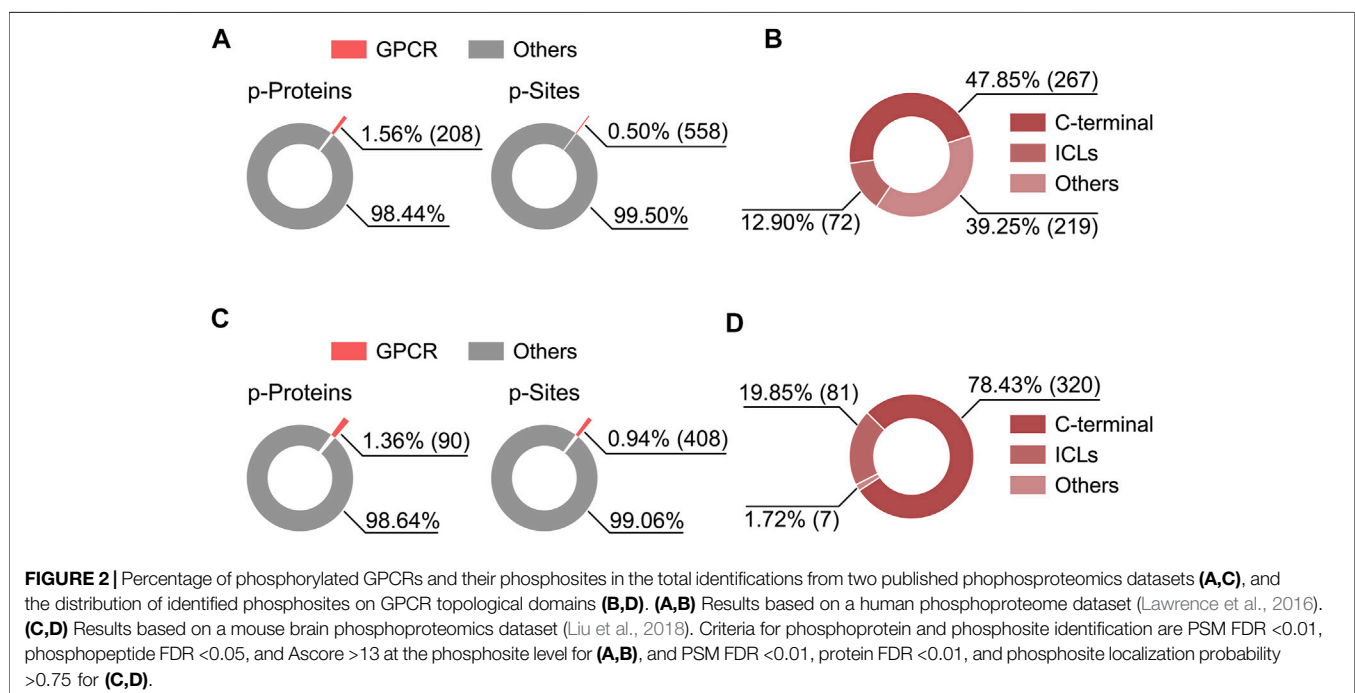 A
GPCR Others
p-Proteins p-Sites
1.56% (208)
98.44%
0.50% (558)
99.50%
B
47.85% (267)
C-terminal
ICLs
Others
12.90% (72)
39.25% (219)
C
GPCR Others
p-Proteins p-Sites
1.36% (90)
98.64%
0.94% (408)
99.06%
D
19.85% (81)
78.43% (320)
C-terminal
ICLs
Others
1.72% (7)
FIGURE 2 | Percentage of phosphorylated GPCRs and their phosphosites in the total identifications from two published phophosproteomics datasets (A,C), and
the distribution of identified phosphosites on GPCR topological domains (B,D). (A,B) Results based on a human phosphoproteome dataset (Lawrence et al., 2016).
(C,D) Results based on a mouse brain phosphoproteomics dataset (Liu et al., 2018). Criteria for phosphoprotein and phosphosite identification are PSM FDR <0.01,
phosphopeptide FDR <0.05, and Ascore >13 at the phosphosite level for (A,B), and PSM FDR <0.01, protein FDR <0.01, and phosphosite localization probability
>0.75 for (C,D).